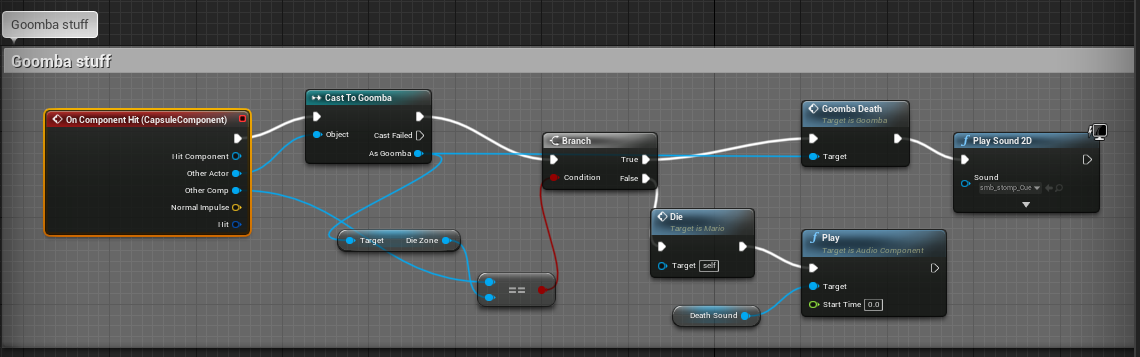 Goomba stuff
Goomba stuff
On Component Hit (CapsuleComponent)
Hit Component
Other Actor
Other Comp
Normal Impulse
Hit
Cast To Goomba
Object
Cast Failed
As Goomba
Target
Die Zone
==
Branch
Condition
True
False
Die
Target is Mario
Target
self
Death Sound
Goomba Death
Target is Goomba
Target
Play
Target is Audio Component
Target
Start Time
0.0
Play Sound 2D
Sound
smb_stomp_Cue